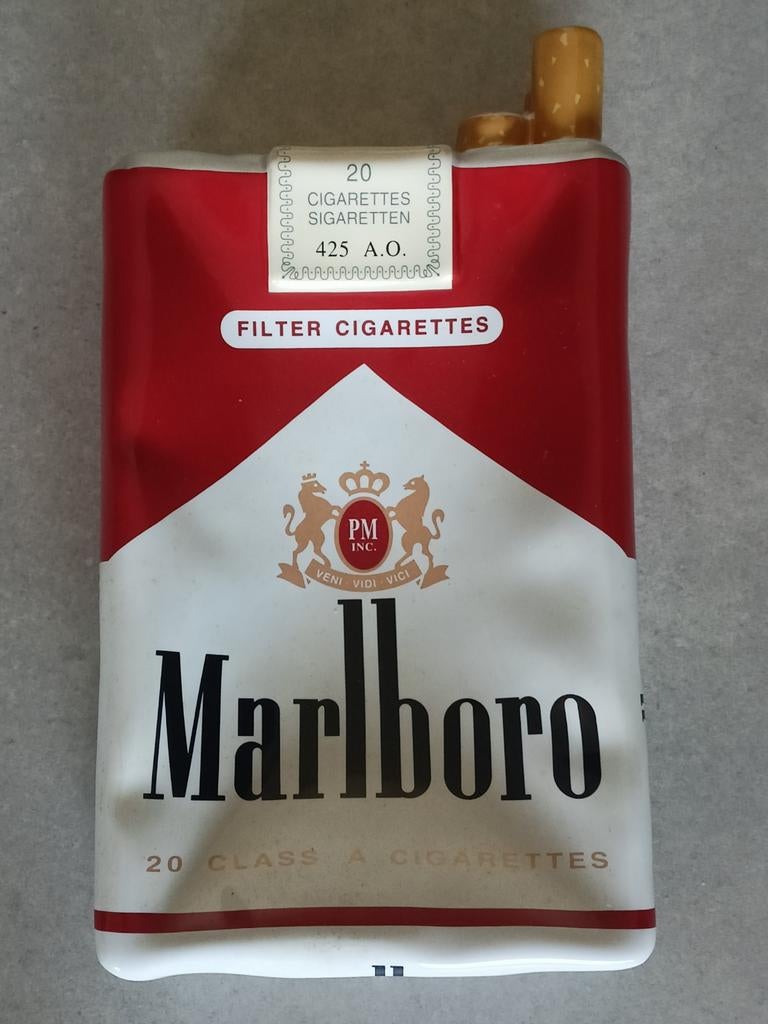 20
CIGARETTES
SIGARETTEN
425 A.O.
FILTER CIGARETTES
PM
INC.
VENI · VIDI · VICI
Marlboro
20 CLASS A CIGARETTES